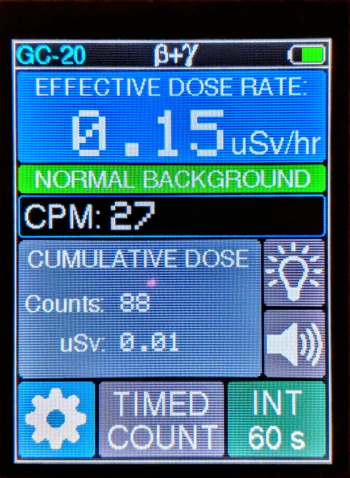 GC-20 β+γ
EFFECTIVE DOSE RATE:
0.15 uSv/hr
NORMAL BACKGROUND
CPM: 27
CUMULATIVE DOSE
Counts: 88
uSv: 0.01
TIMED
COUNT
INT
60 s